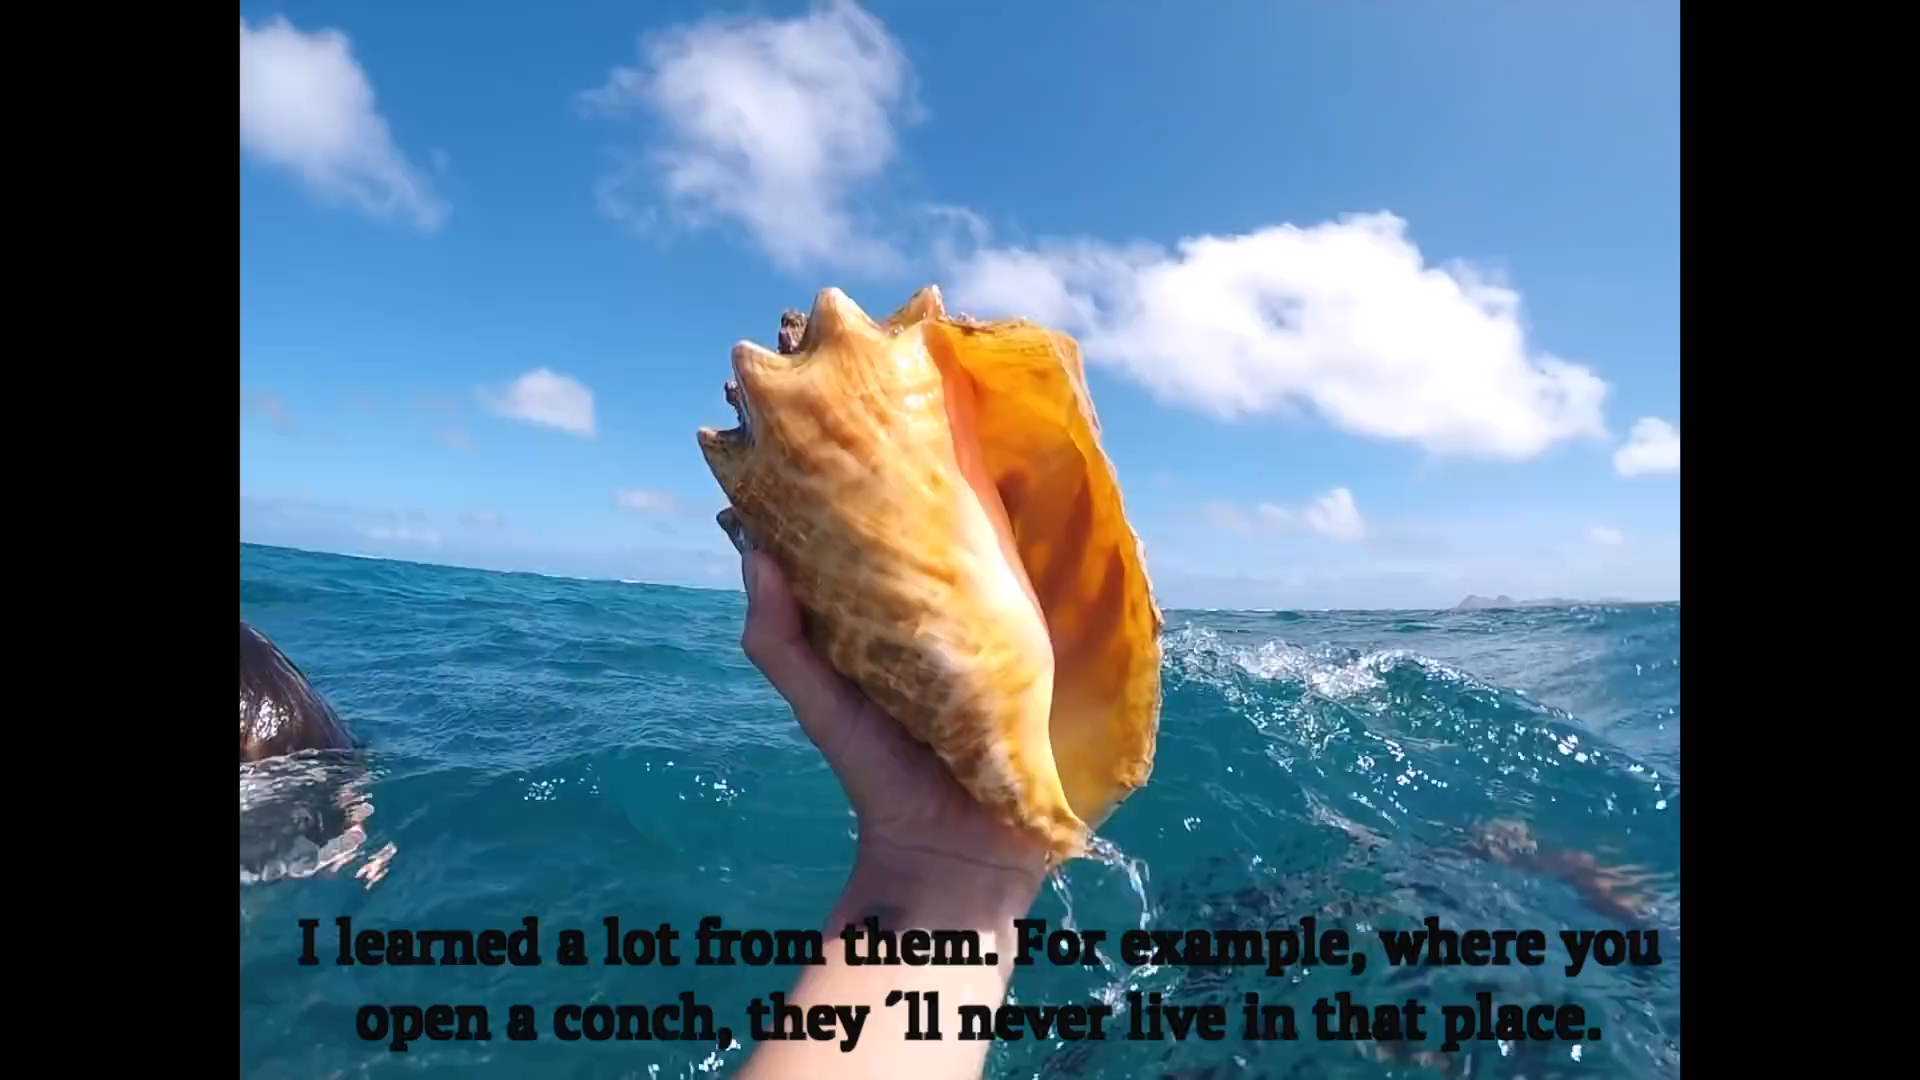 I learned a lot from them. For example, where you
open a conch, they ´ll never live in that place.